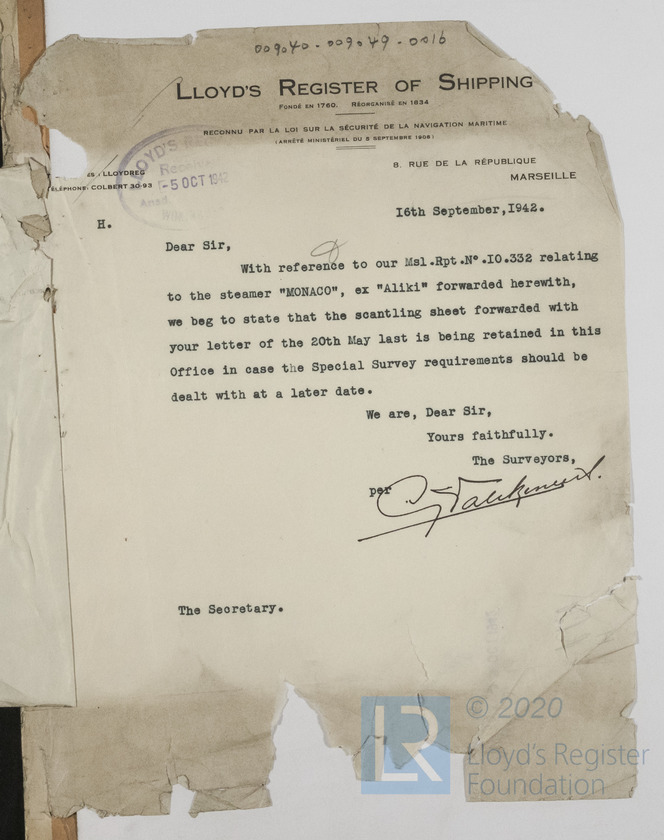 009040-009049-0016
LLOYD'S REGISTER OF SHIPPING
FONDÉ EN 1760. RÉORGANISÉ EN 1834
RECONNU PAR LA LOI SUR LA SÉCURITÉ DE LA NAVIGATION MARITIME
(ARRÊTÉ MINISTÉRIEL DU 5 SEPTEMBRE 1908)
8. RUE DE LA RÉPUBLIQUE
MARSEILLE
: LLOYDREG
TÉLÉPHONE: COLBERT 30-93
LLOYD'S
-5 OCT 1942
16th September,1942.
H.
Dear Sir,
With reference to our Msl.Rpt.No.10.332 relating
to the steamer "MONACO", ex "Aliki" forwarded herewith,
we beg to state that the scantling sheet forwarded with
your letter of the 20th May last is being retained in this
Office in case the Special Survey requirements should be
dealt with at a later date.
We are, Dear Sir,
Yours faithfully.
The Surveyors,
per
The Secretary.
LR
© 2020
Lloyd's Register
Foundation